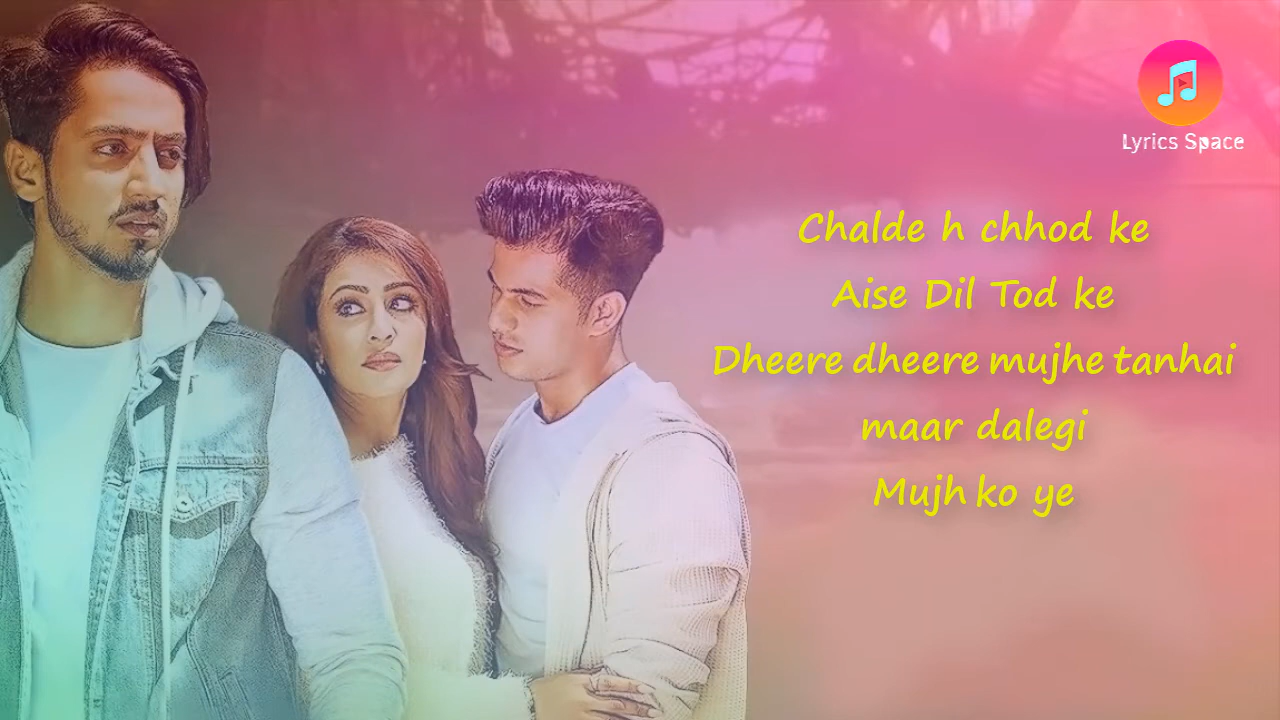 Lyrics Space
Chalde h chhod ke
Aise Dil Tod ke
Dheere dheere mujhe tanhai
maar dalegi
Mujh ko ye